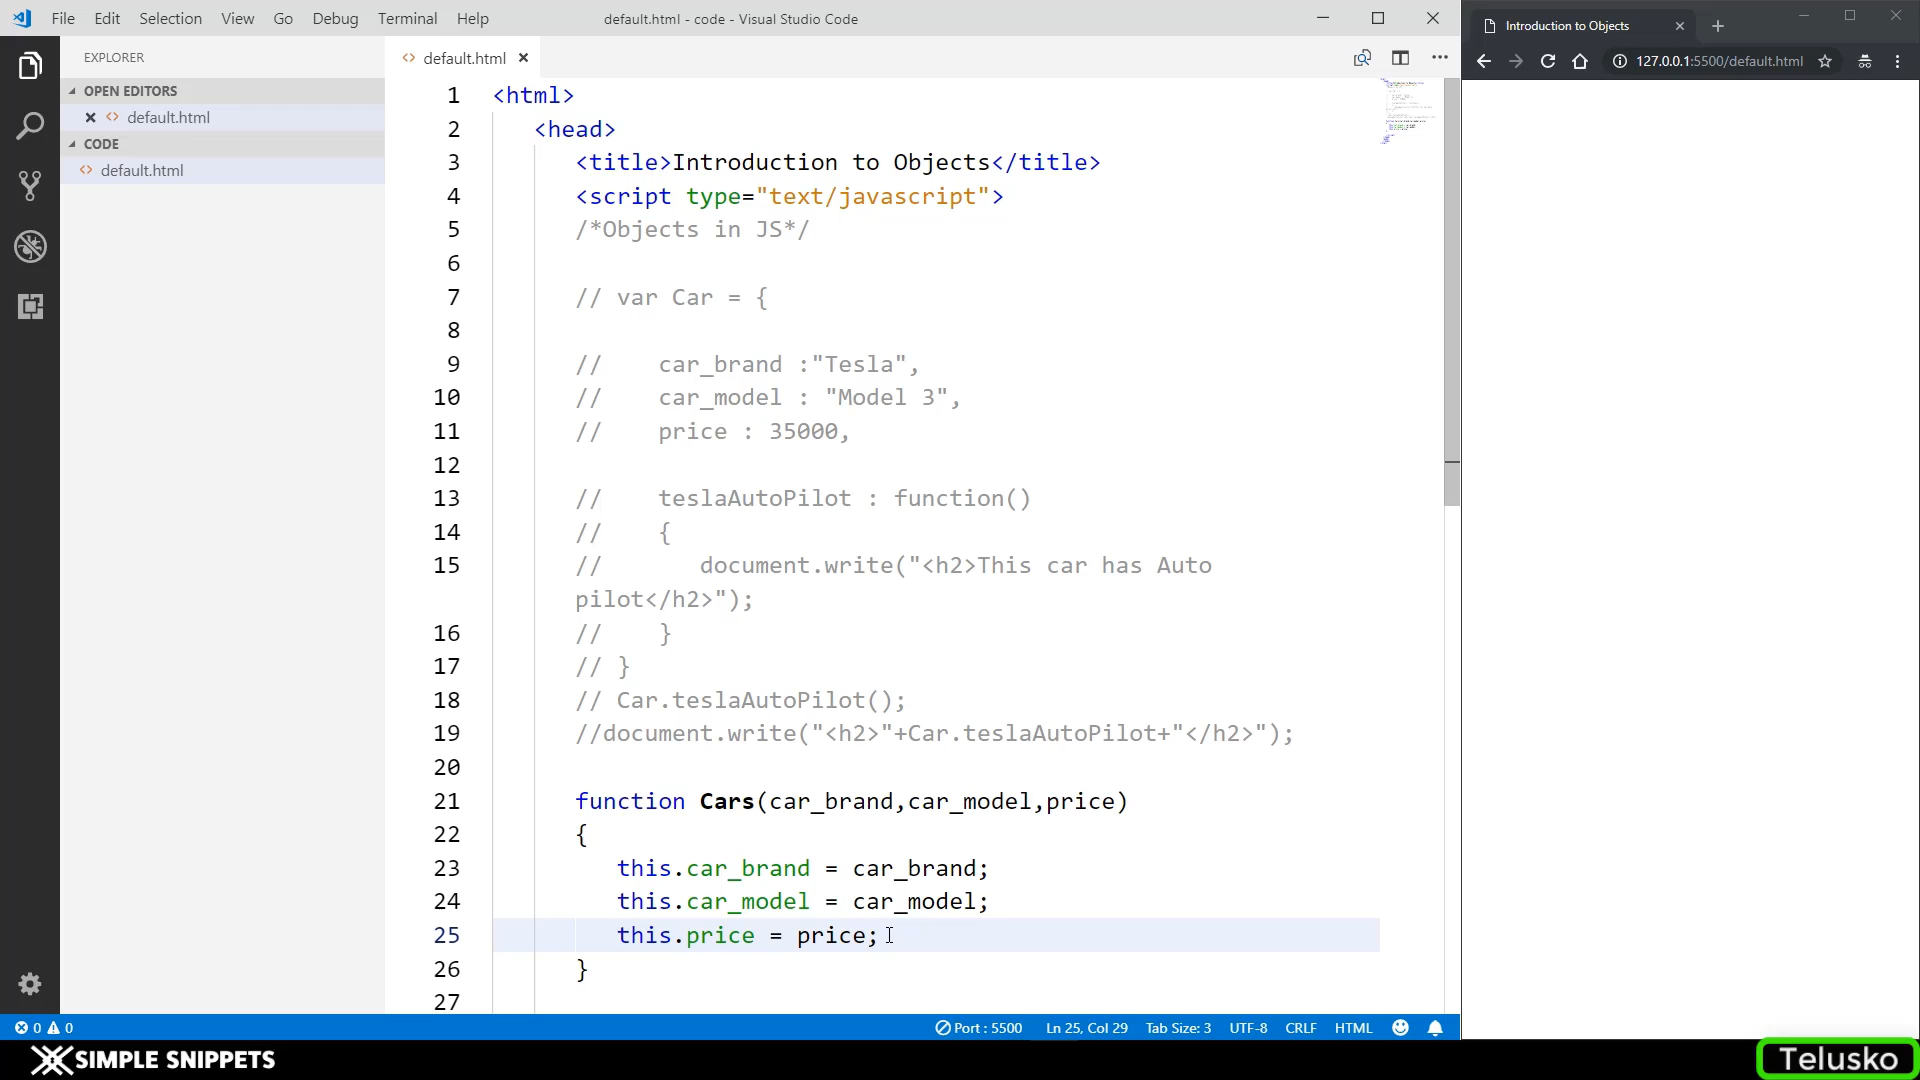 File Edit Selection View Go Debug Terminal Help
default.html - code - Visual Studio Code
Introduction to Objects
127.0.0.1:5500/default.html
EXPLORER
OPEN EDITORS
default.html
CODE
default.html
default.html
1 <html>
2 <head>
3 <title>Introduction to Objects</title>
4 <script type="text/javascript">
5 /*Objects in JS*/
6
7 // var Car = {
8
9 // car_brand :"Tesla",
10 // car_model : "Model 3",
11 // price : 35000,
12
13 // teslaAutoPilot : function()
14 // {
15 // document.write("<h2>This car has Auto
pilot</h2>");
16 // }
17 // }
18 // Car.teslaAutoPilot();
19 //document.write("<h2>"+Car.teslaAutoPilot+"</h2>");
20
21 function Cars(car_brand,car_model,price)
22 {
23 this.car_brand = car_brand;
24 this.car_model = car_model;
25 this.price = price;
26 }
27
0 0
Port : 5500 Ln 25, Col 29 Tab Size: 3 UTF-8 CRLF HTML
SIMPLE SNIPPETS
Telusko